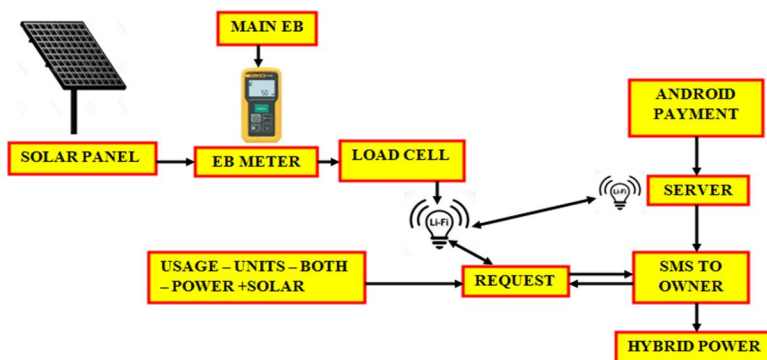 MAIN EB
SOLAR PANEL
EB METER
LOAD CELL
Li-Fi
Li-Fi
ANDROID
PAYMENT
SERVER
USAGE – UNITS – BOTH
– POWER +SOLAR
REQUEST
SMS TO
OWNER
HYBRID POWER